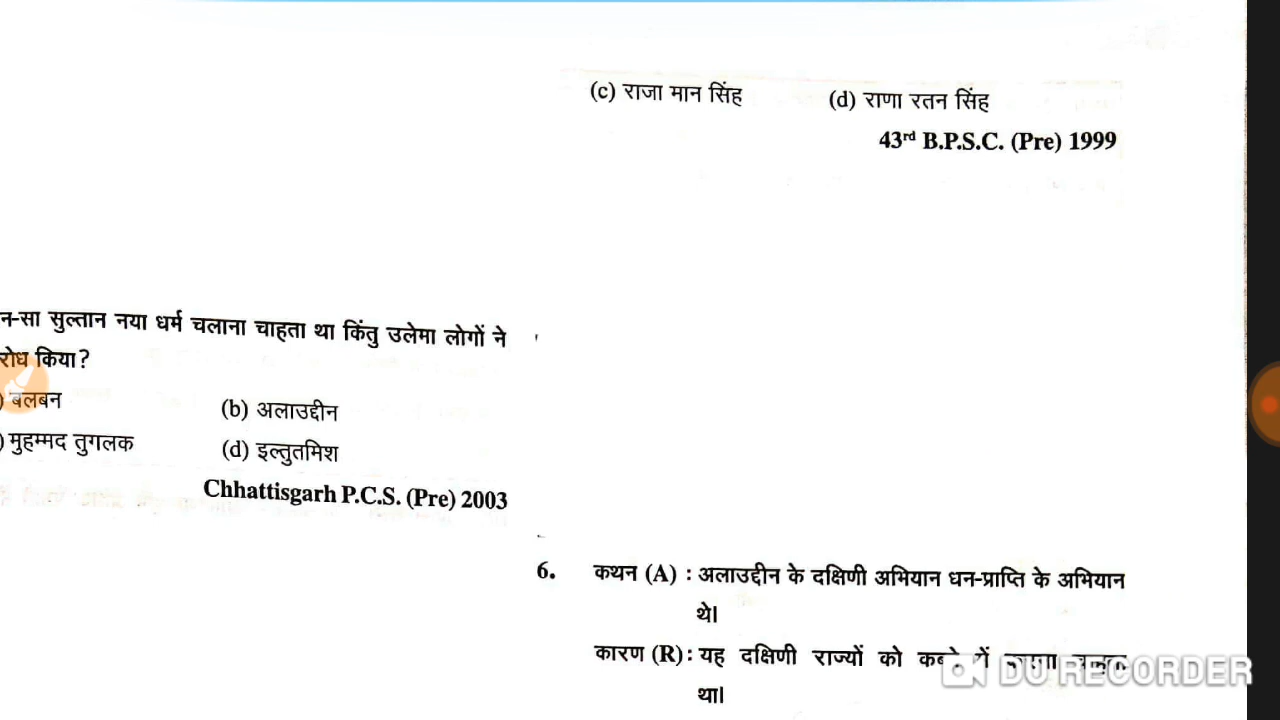 (c) राजा मान सिंह (d) राणा रतन सिंह
43rd B.P.S.C. (Pre) 1999
न-सा सुल्तान नया धर्म चलाना चाहता था किंतु उलेमा लोगों ने
रोध किया?
) बलबन (b) अलाउद्दीन
) मुहम्मद तुगलक (d) इल्तुतमिश
Chhattisgarh P.C.S. (Pre) 2003
6. कथन (A) : अलाउद्दीन के दक्षिणी अभियान धन-प्राप्ति के अभियान
थे।
कारण (R) : यह दक्षिणी राज्यों को
था।
DU RECORDER